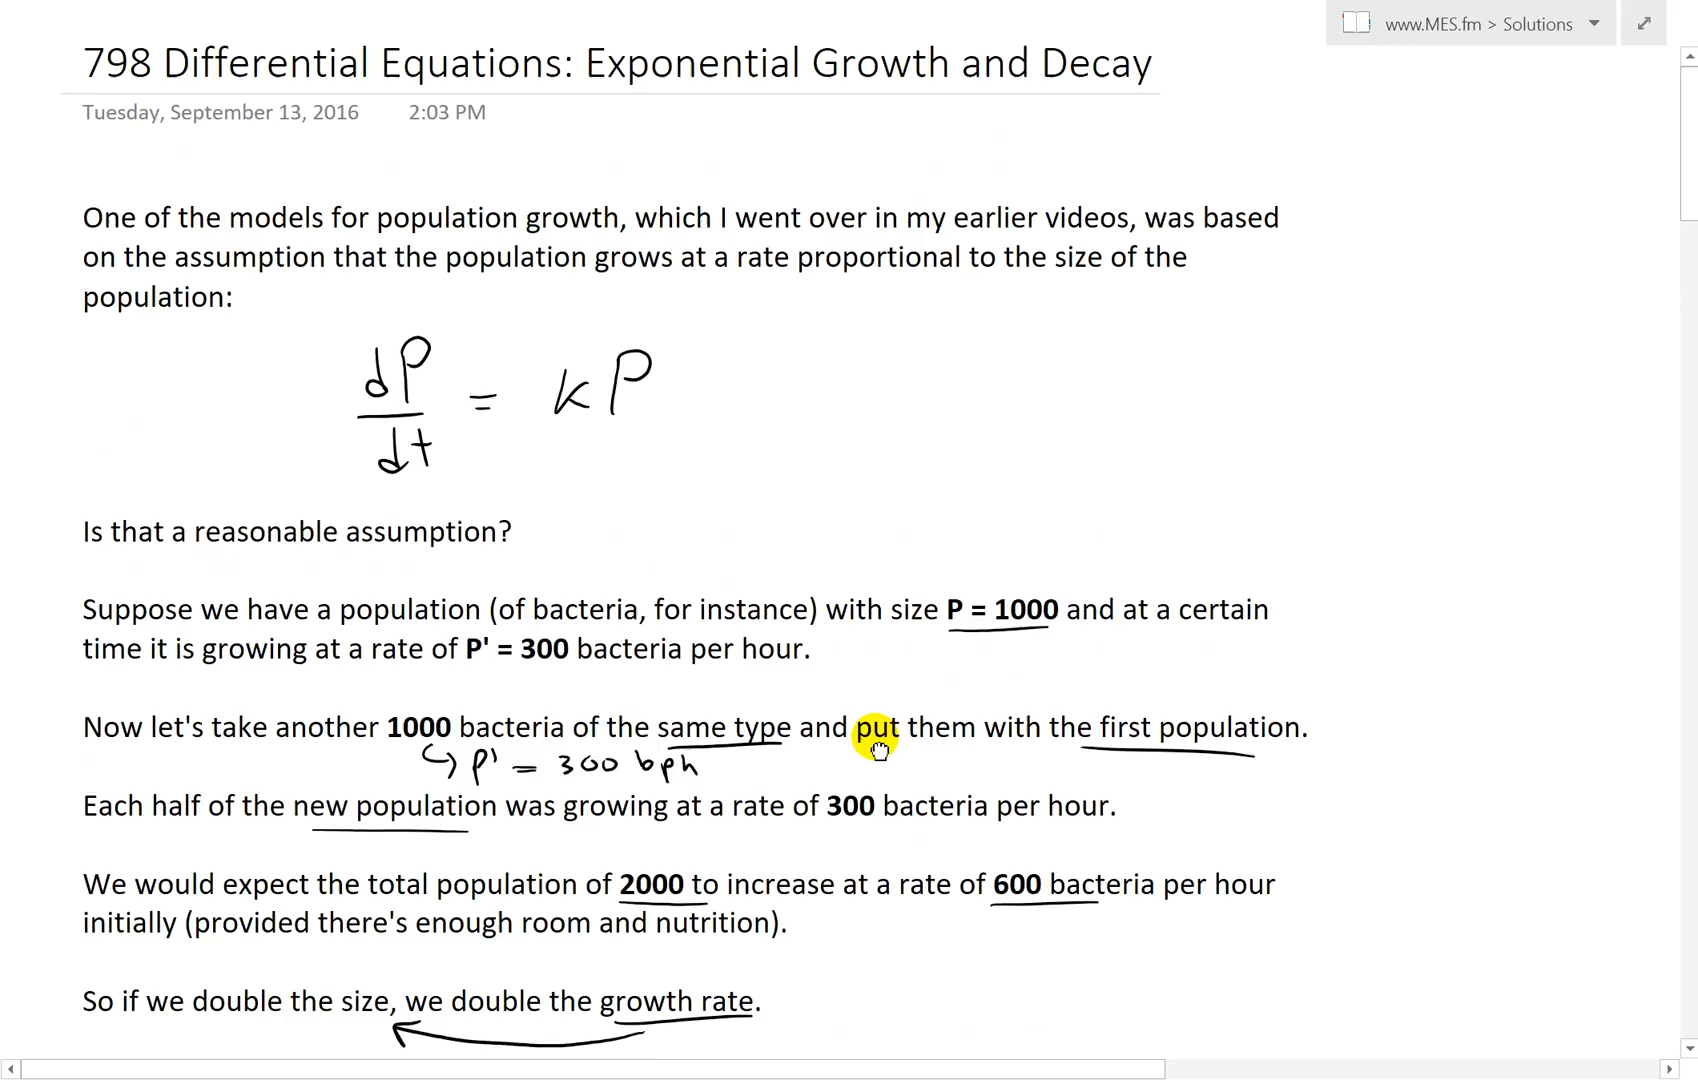 www.MES.fm > Solutions
798 Differential Equations: Exponential Growth and Decay
Tuesday, September 13, 2016 2:03 PM
One of the models for population growth, which I went over in my earlier videos, was based
on the assumption that the population grows at a rate proportional to the size of the
population:
dP/dt = kP
Is that a reasonable assumption?
Suppose we have a population (of bacteria, for instance) with size P = 1000 and at a certain
time it is growing at a rate of P' = 300 bacteria per hour.
Now let's take another 1000 bacteria of the same type and put them with the first population.
P' = 300 bph
Each half of the new population was growing at a rate of 300 bacteria per hour.
We would expect the total population of 2000 to increase at a rate of 600 bacteria per hour
initially (provided there's enough room and nutrition).
So if we double the size, we double the growth rate.